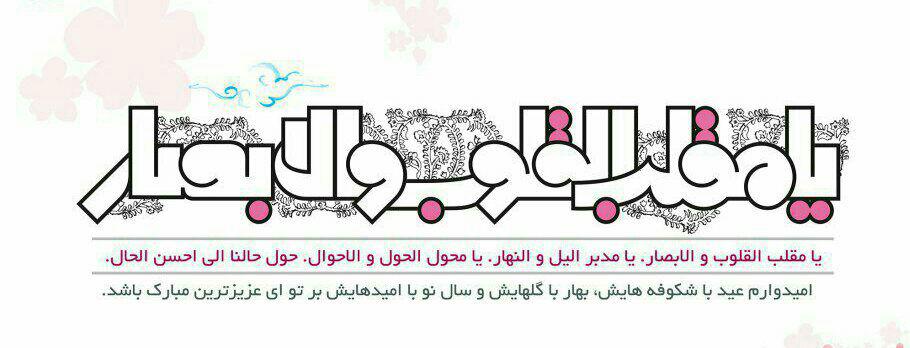 یا مقلب القلوب و الابصار
یا مقلب القلوب و الابصار. یا مدبر الیل و النهار. یا محول الحول و الاحوال. حول حالنا الی احسن الحال.
امیدوارم عید با شکوفه هایش، بهار با گلهایش و سال نو با امیدهایش بر تو ای عزیزترین مبارک باشد.